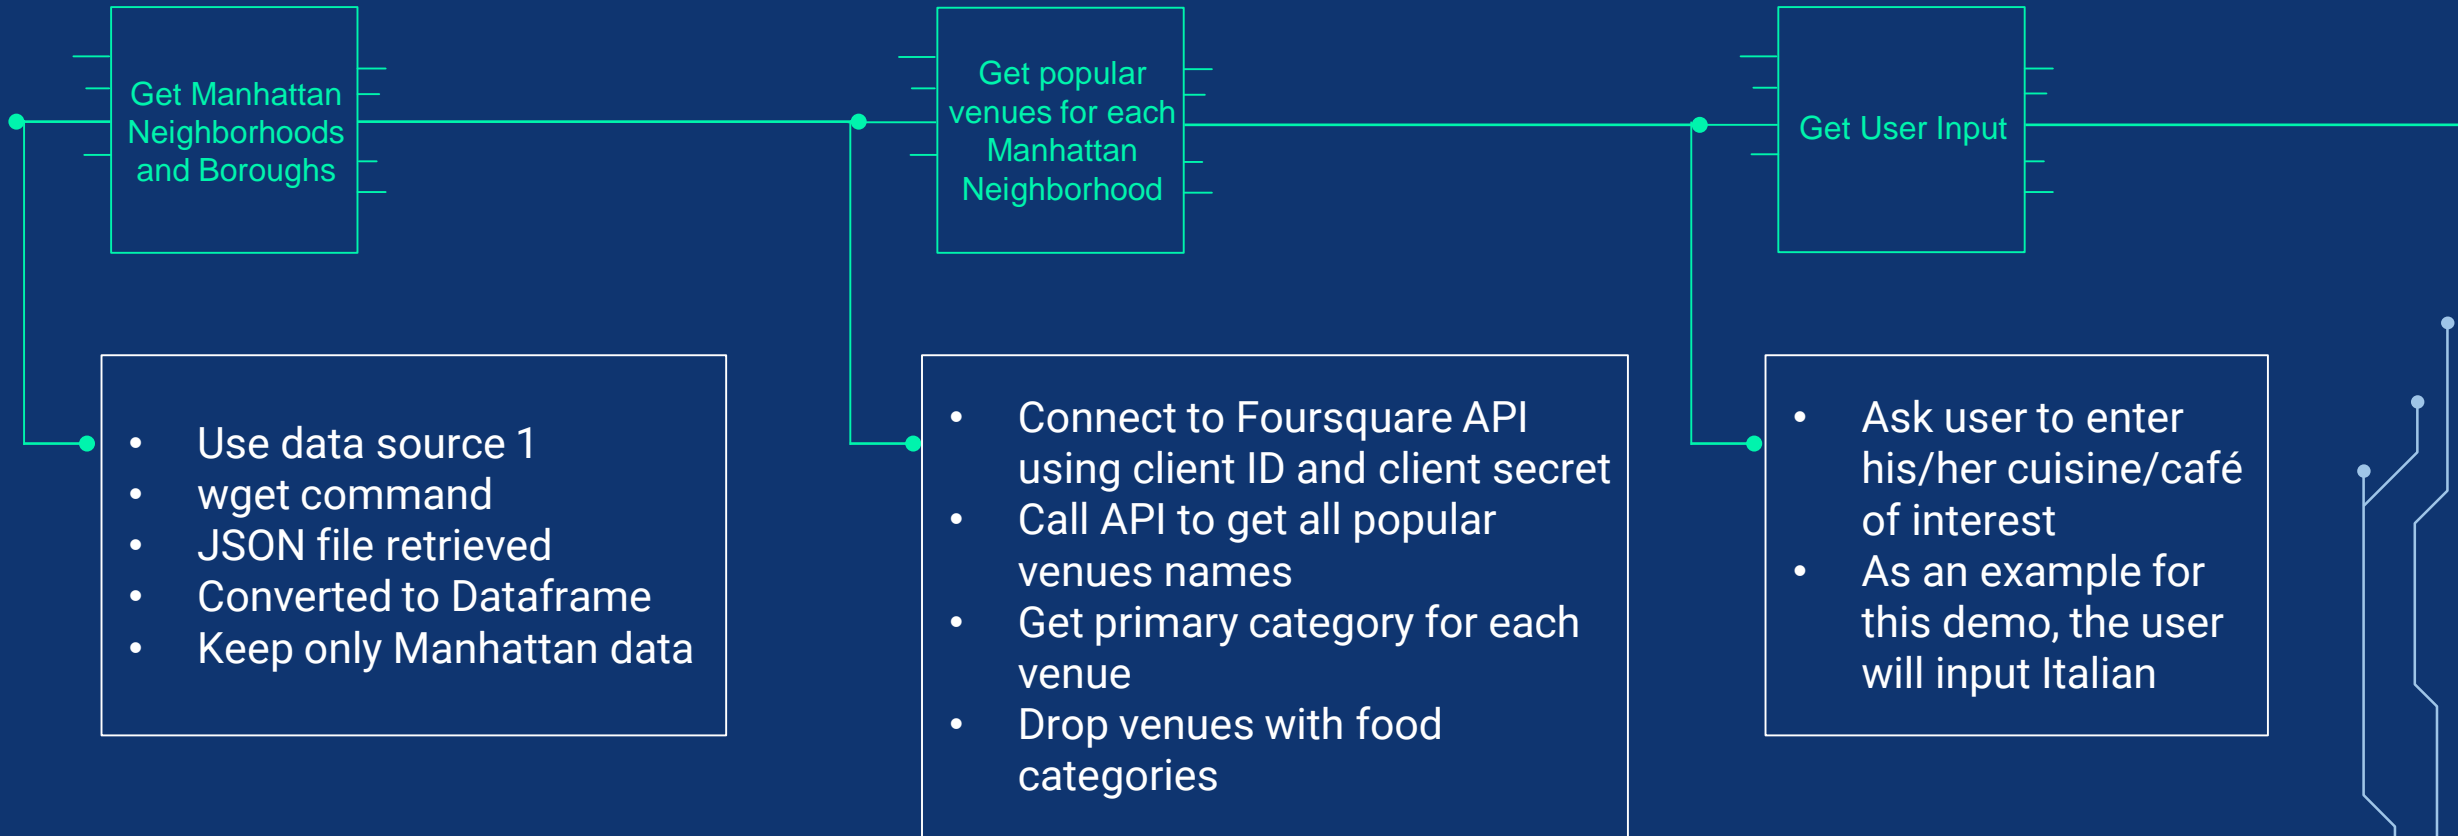 Get Manhattan
Neighborhoods
and Boroughs
Get popular
venues for each
Manhattan
Neighborhood
Get User Input
• Use data source 1
• wget command
• JSON file retrieved
• Converted to Dataframe
• Keep only Manhattan data
• Connect to Foursquare API
using client ID and client secret
• Call API to get all popular
venues names
• Get primary category for each
venue
• Drop venues with food
categories
• Ask user to enter
his/her cuisine/café
of interest
• As an example for
this demo, the user
will input Italian